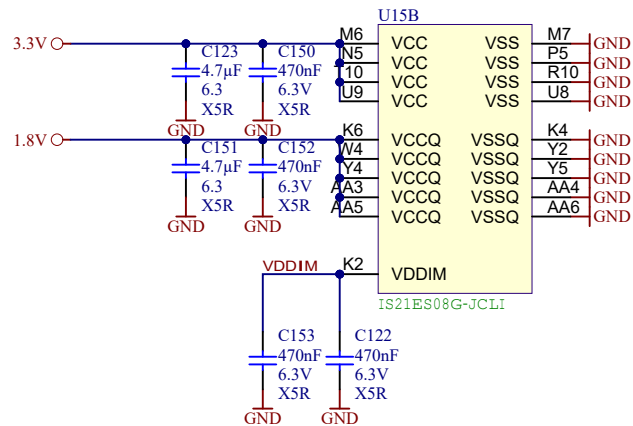 U15B
3.3V
C123
4.7µF
6.3
X5R
GND
C150
470nF
6.3V
X5R
GND
M6 VCC VSS M7 GND
N5 VCC VSS P5 GND
T10 VCC VSS R10 GND
U9 VCC VSS U8 GND
1.8V
C151
4.7µF
6.3
X5R
GND
C152
470nF
6.3V
X5R
GND
K6 VCCQ VSSQ K4 GND
W4 VCCQ VSSQ Y2 GND
Y4 VCCQ VSSQ Y5 GND
AA3 VCCQ VSSQ AA4 GND
AA5 VCCQ VSSQ AA6 GND
VDDIM K2 VDDIM
IS21ES08G-JCLI
C153
470nF
6.3V
X5R
GND
C122
470nF
6.3V
X5R
GND